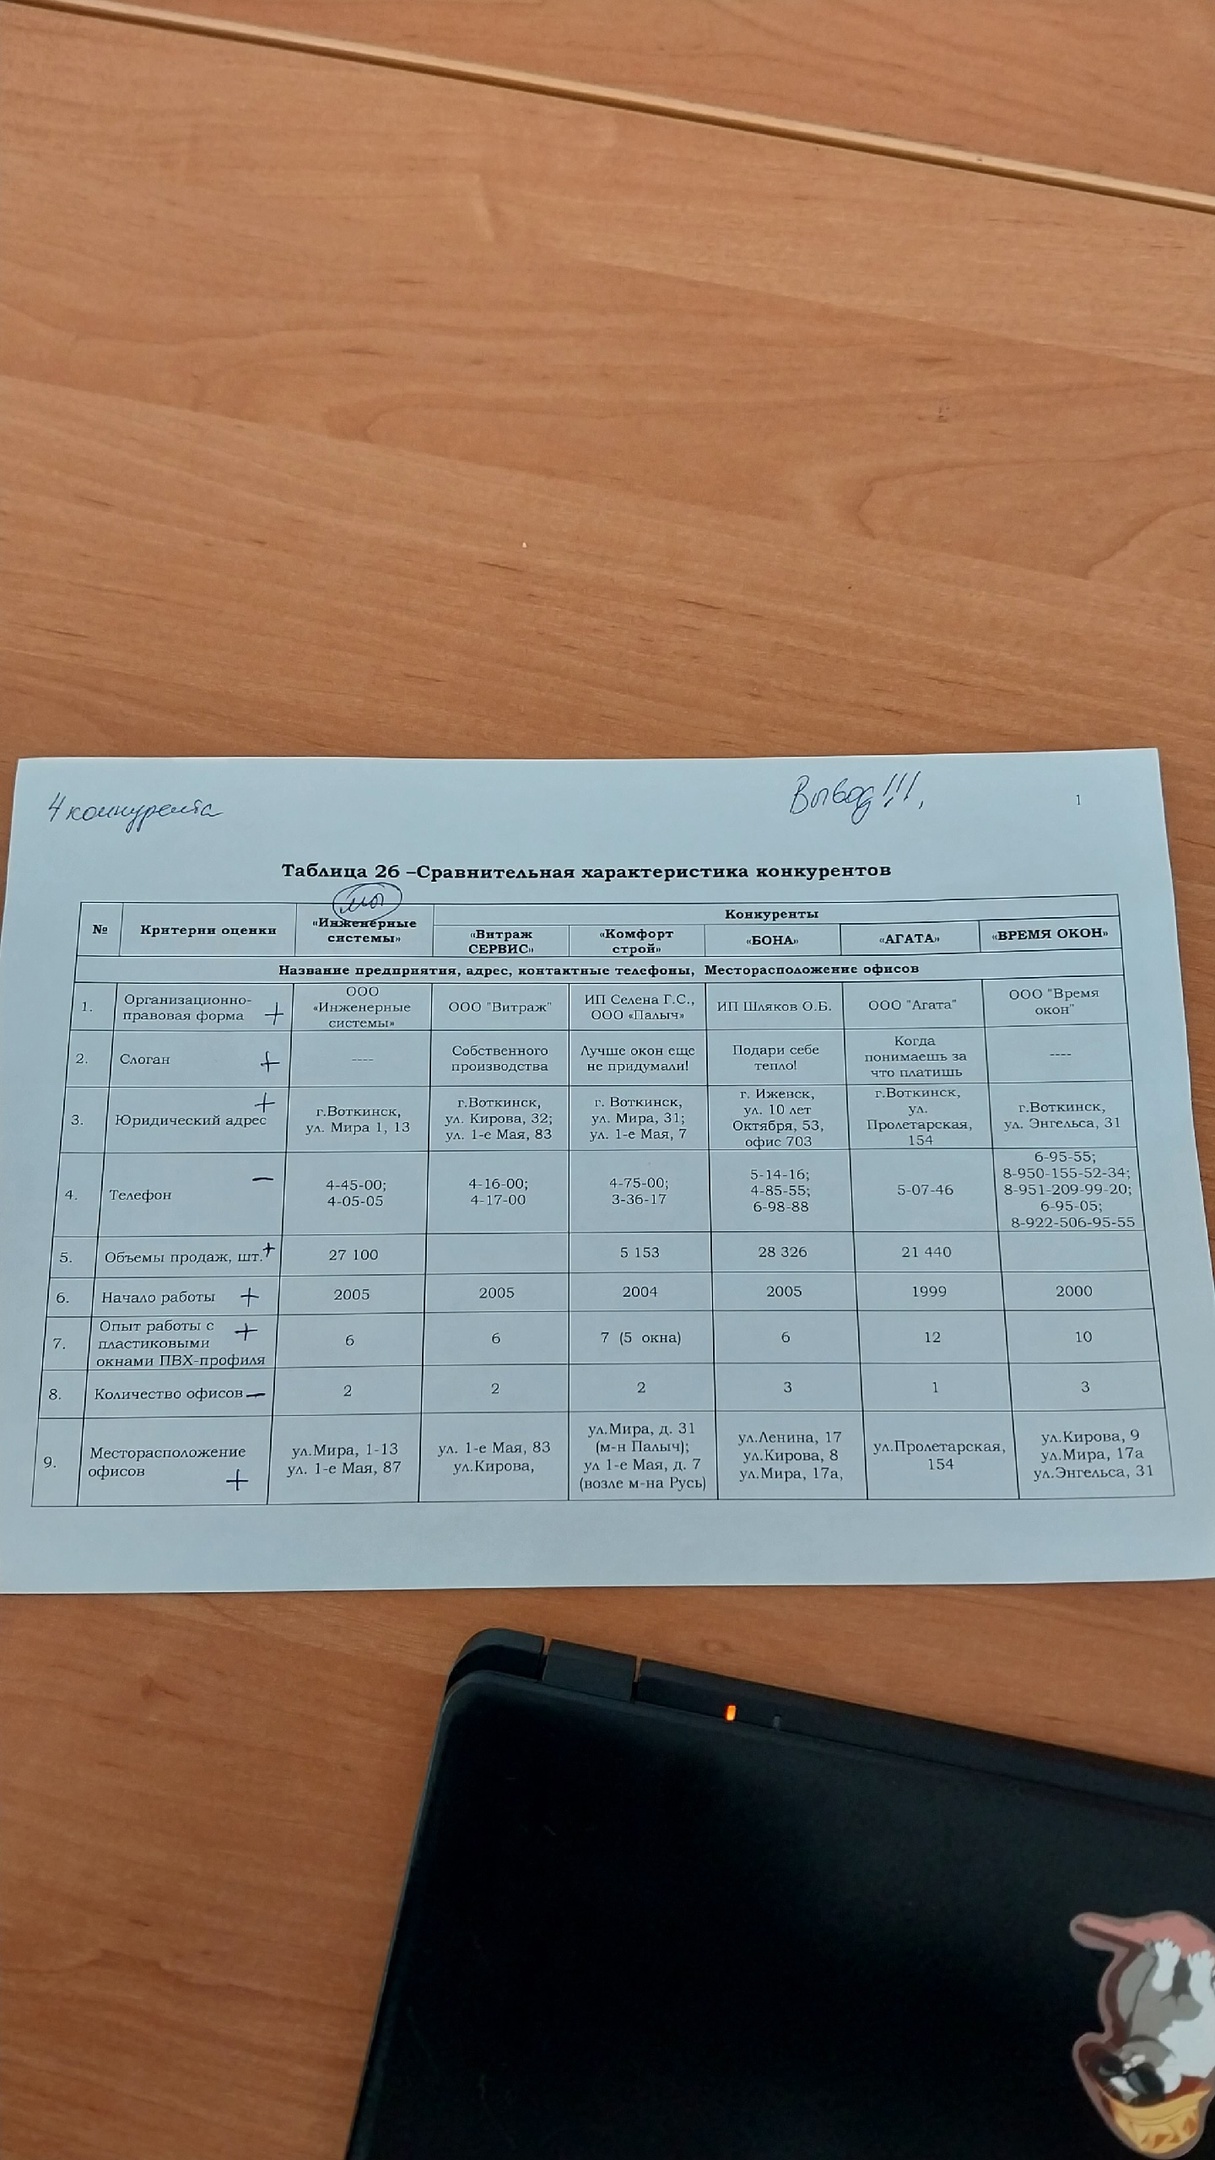 4 конкурента
Вывод!!!
1
Таблица 26 –Сравнительная характеристика конкурентов
мы
№
Критерии оценки
«Инженерные
системы»
Конкуренты
«Витраж
СЕРВИС»
«Комфорт
строй»
«БОНА»
«АГАТА»
«ВРЕМЯ ОКОН»
Название предприятия, адрес, контактные телефоны, Месторасположение офисов
1.
Организационно-
правовая форма +
ООО
«Инженерные
системы»
ООО "Витраж"
ИП Селена Г.С.,
ООО «Палыч»
ИП Шляков О.Б.
ООО "Агата"
ООО "Время
окон"
2.
Слоган +
----
Собственного
производства
Лучше окон еще
не придумали!
Подари себе
тепло!
Когда
понимаешь за
что платишь
----
3.
+
Юридический адрес
г.Воткинск,
ул. Мира 1, 13
г.Воткинск,
ул. Кирова, 32;
ул. 1-е Мая, 83
г. Воткинск,
ул. Мира, 31;
ул. 1-е Мая, 7
г. Ижевск,
ул. 10 лет
Октября, 53,
офис 703
г.Воткинск,
ул.
Пролетарская,
154
г.Воткинск,
ул. Энгельса, 31
4.
Телефон —
4-45-00;
4-05-05
4-16-00;
4-17-00
4-75-00;
3-36-17
5-14-16;
4-85-55;
6-98-88
5-07-46
6-95-55;
8-950-155-52-34;
8-951-209-99-20;
6-95-05;
8-922-506-95-55
5.
Объемы продаж, шт. +
27 100
5 153
28 326
21 440
6.
Начало работы +
2005
2005
2004
2005
1999
2000
7.
Опыт работы с +
пластиковыми
окнами ПВХ-профиля
6
6
7 (5 окна)
6
12
10
8.
Количество офисов —
2
2
2
3
1
3
9.
Месторасположение
офисов +
ул.Мира, 1-13
ул. 1-е Мая, 87
ул. 1-е Мая, 83
ул.Кирова,
ул.Мира, д. 31
(м-н Палыч);
ул 1-е Мая, д. 7
(возле м-на Русь)
ул.Ленина, 17
ул.Кирова, 8
ул.Мира, 17а,
ул.Пролетарская,
154
ул.Кирова, 9
ул.Мира, 17а
ул.Энгельса, 31